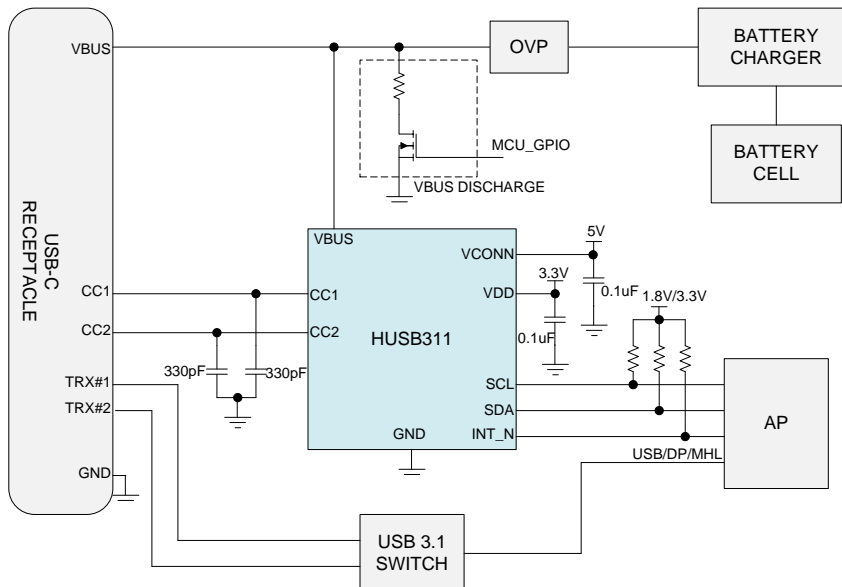 VBUS
OVP
BATTERY
CHARGER
MCU_GPIO
VBUS DISCHARGE
BATTERY
CELL
USB-C
RECEPTACLE
VBUS
VCONN
5V
0.1uF
3.3V
VDD
0.1uF
1.8V/3.3V
CC1
CC1
CC2
CC2
HUSB311
330pF
330pF
TRX#1
TRX#2
SCL
SDA
INT_N
AP
GND
GND
USB/DP/MHL
USB 3.1
SWITCH